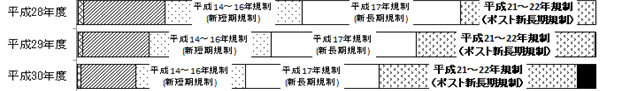 平成28年度
平成14～16年規制
(新短期規制)
平成17年規制
(新長期規制)
平成21～22年規制
(ポスト新長期規制)
平成29年度
平成14～16年規制
(新短期規制)
平成17年規制
(新長期規制)
平成21～22年規制
(ポスト新長期規制)
平成30年度
平成14～16年規制
(新短期規制)
平成17年規制
(新長期規制)
平成21～22年規制
(ポスト新長期規制)